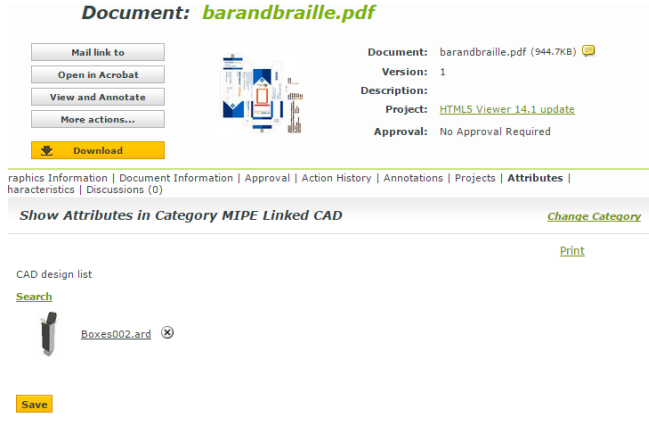 Document: barandbraille.pdf
Mail link to
Open in Acrobat
View and Annotate
More actions...
Download
Document: barandbraille.pdf (944.7KB)
Version: 1
Description:
Project: HTML5 Viewer 14.1 update
Approval: No Approval Required
raphics Information | Document Information | Approval | Action History | Annotations | Projects | Attributes |
haracteristics | Discussions (0)
Show Attributes in Category MIPE Linked CAD
Change Category
Print
CAD design list
Search
Boxes002.ard
Save